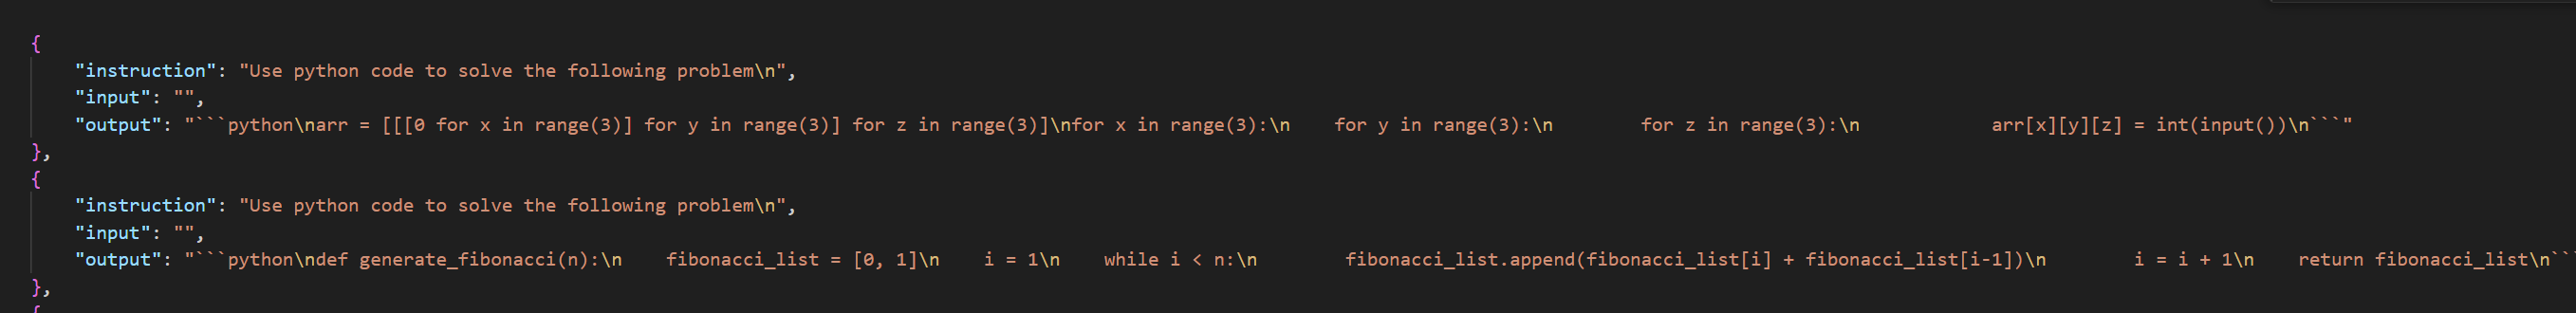 {
"instruction": "Use python code to solve the following problem\n",
"input": "",
"output": "```python\narr = [[[0 for x in range(3)] for y in range(3)] for z in range(3)]\nfor x in range(3):\n    for y in range(3):\n        for z in range(3):\n            arr[x][y][z] = int(input())\n```"
},
{
"instruction": "Use python code to solve the following problem\n",
"input": "",
"output": "```python\ndef generate_fibonacci(n):\n    fibonacci_list = [0, 1]\n    i = 1\n    while i < n:\n        fibonacci_list.append(fibonacci_list[i] + fibonacci_list[i-1])\n        i = i + 1\n    return fibonacci_list\n``
},
{